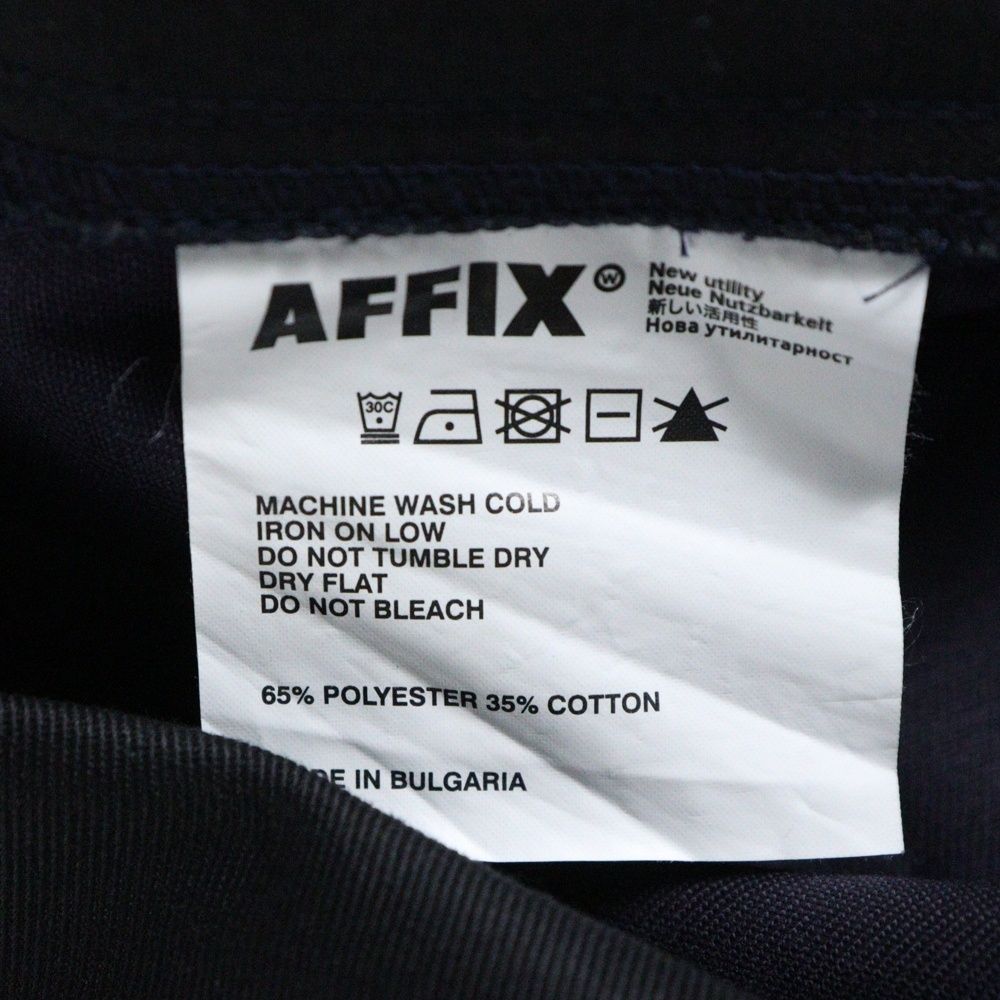 AFFIX W
New utility
Neue Nutzbarkeit
新しい活用性
Нова утилитарност
30C
MACHINE WASH COLD
IRON ON LOW
DO NOT TUMBLE DRY
DRY FLAT
DO NOT BLEACH
65% POLYESTER 35% COTTON
IN BULGARIA